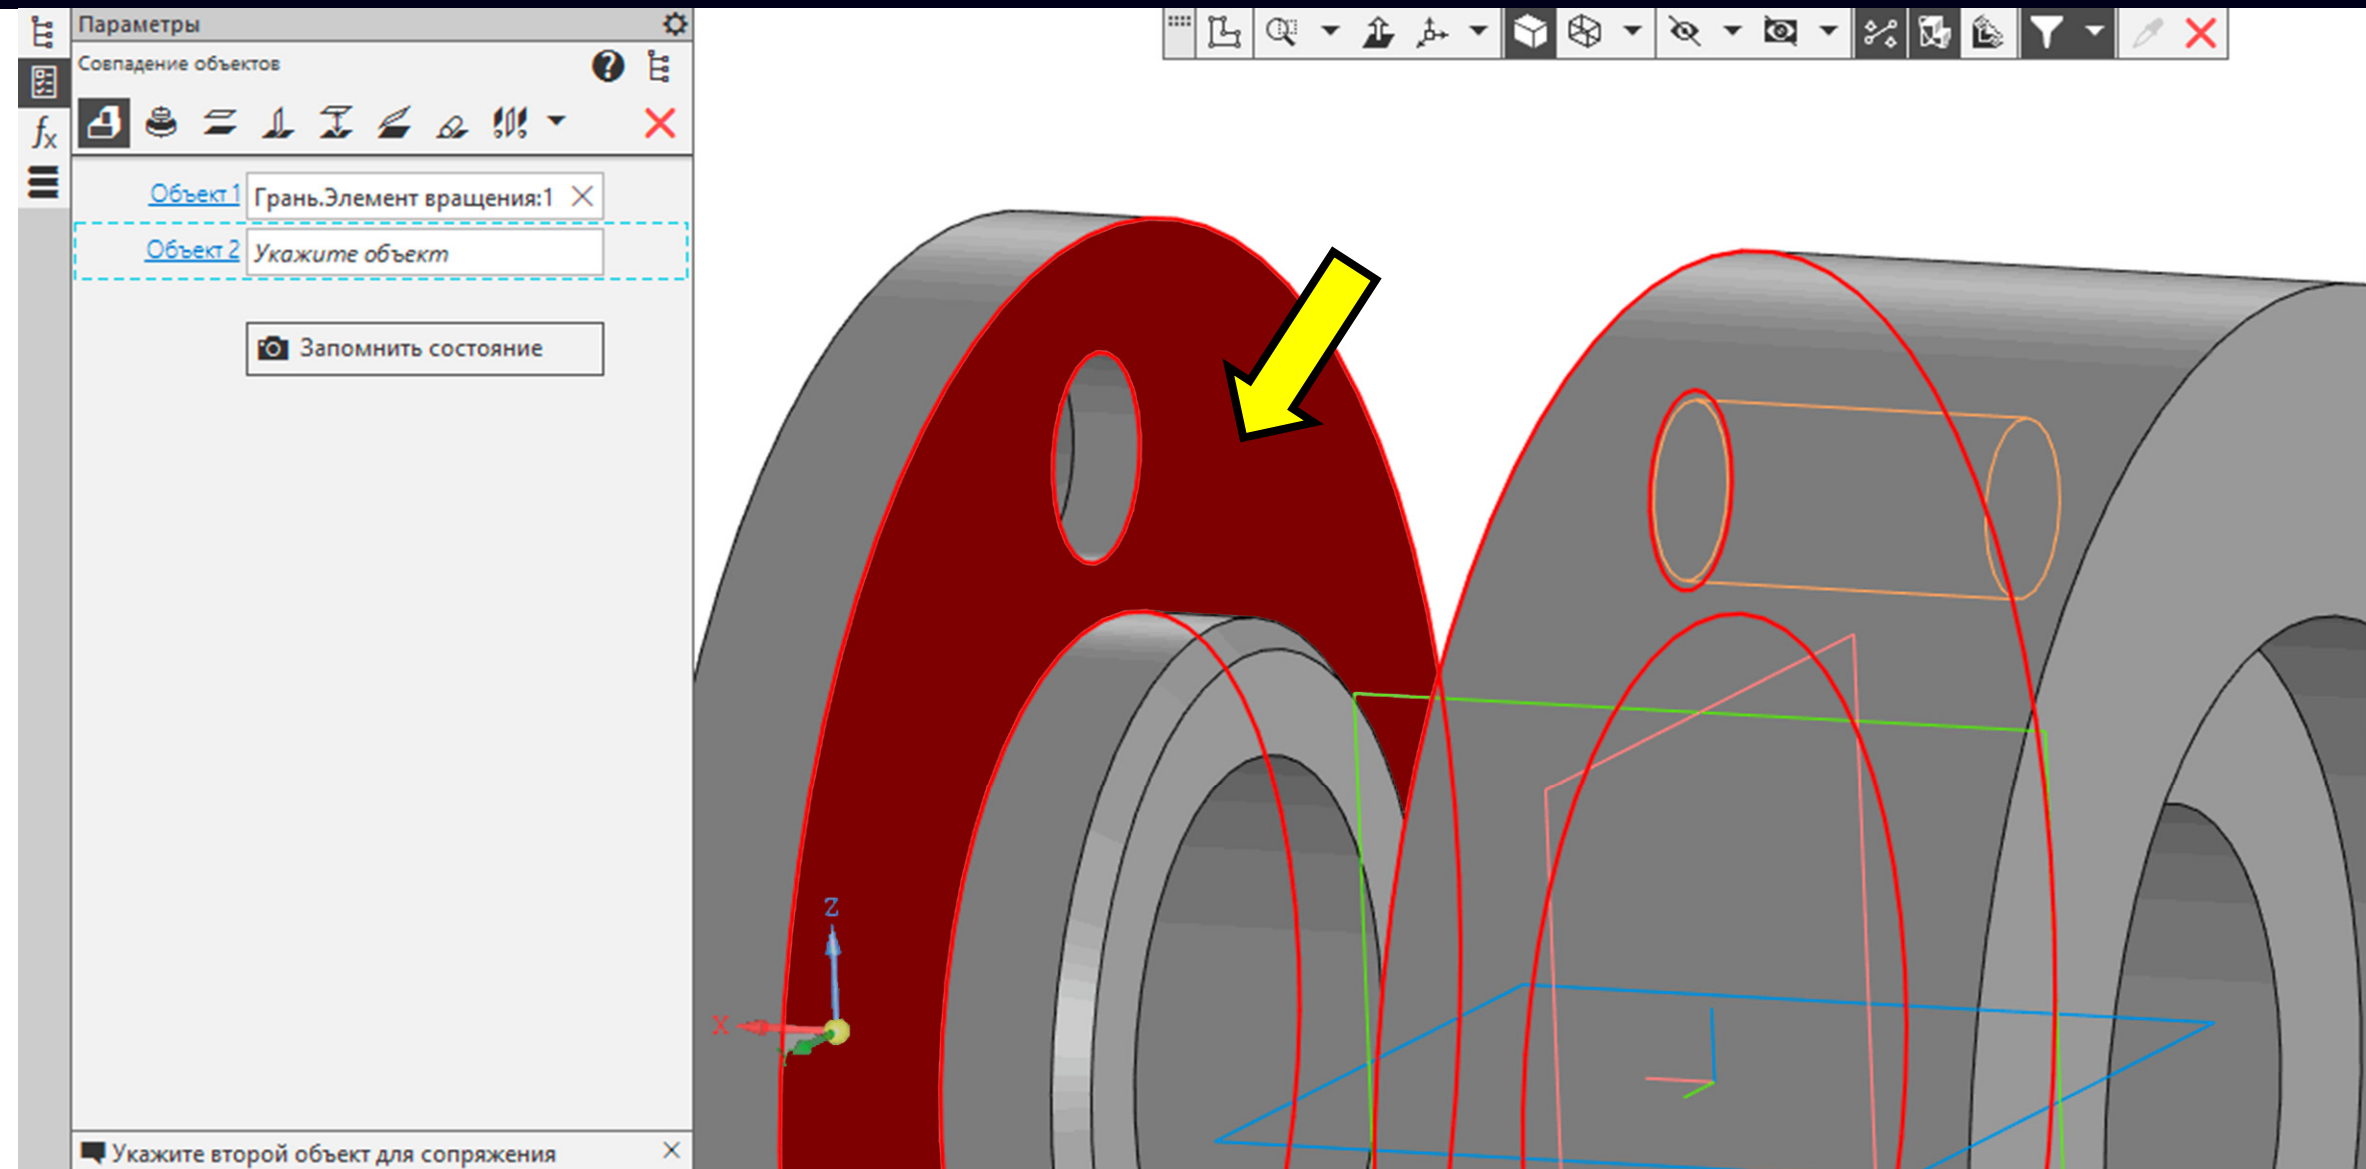 Параметры
Совпадение объектов
Объект 1 Грань.Элемент вращения:1
Объект 2 Укажите объект
Запомнить состояние
Z
X
Укажите второй объект для сопряжения